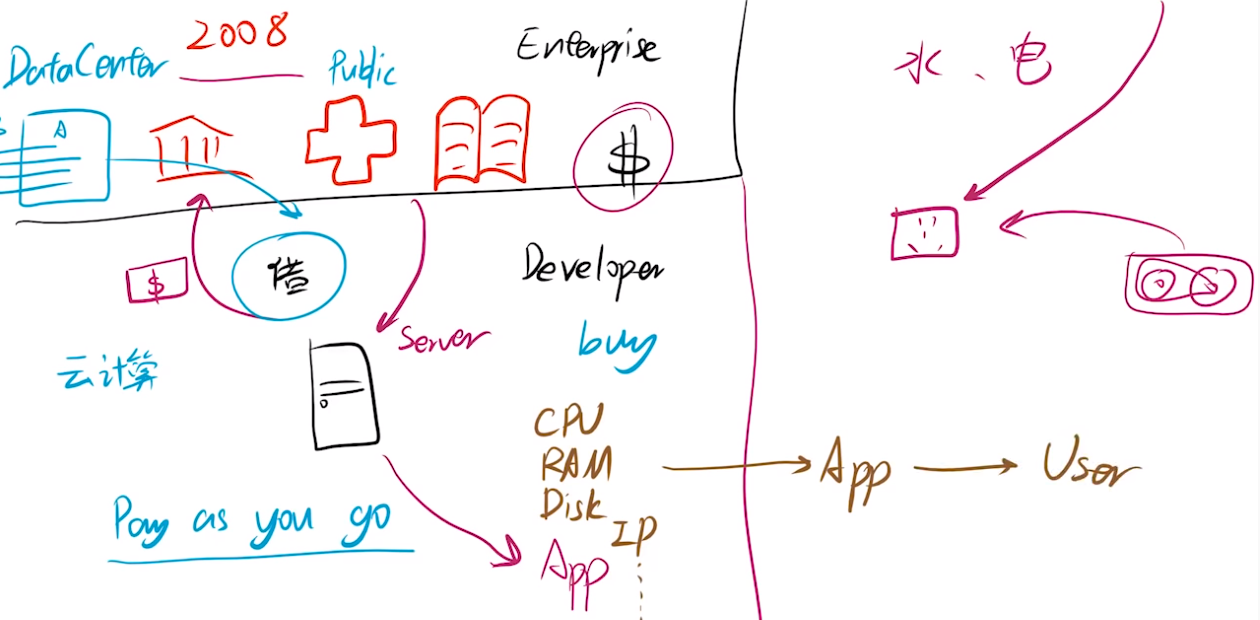 2008
DataCenter
Public
Enterprise
A
$
借
$
Server
云计算
Pay as you go
Developer
buy
CPU
RAM
Disk
IP
App
水、电
App
User